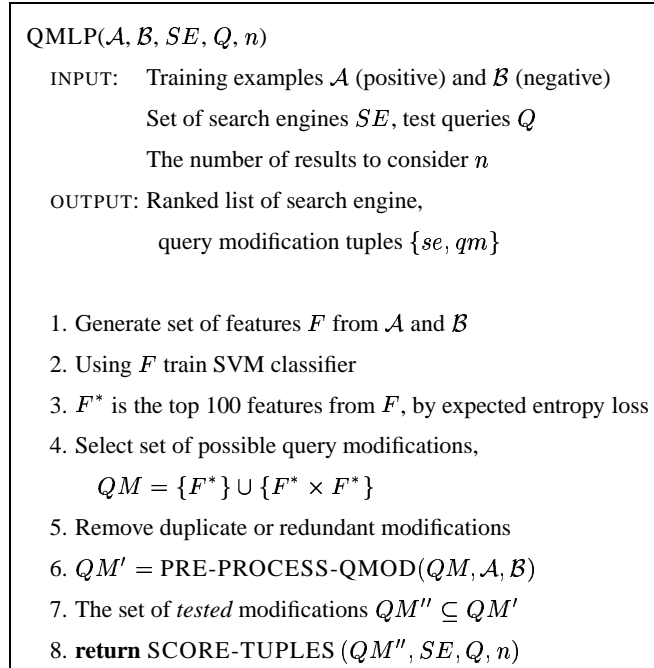 QMLP(𝒜, ℬ, SE, Q, n)
INPUT: Training examples 𝒜 (positive) and ℬ (negative)
Set of search engines SE, test queries Q
The number of results to consider n
OUTPUT: Ranked list of search engine,
query modification tuples {se, qm}
1. Generate set of features F from 𝒜 and ℬ
2. Using F train SVM classifier
3. F* is the top 100 features from F, by expected entropy loss
4. Select set of possible query modifications,
QM = {F*} ∪ {F* × F*}
5. Remove duplicate or redundant modifications
6. QM′ = PRE-PROCESS-QMOD(QM, 𝒜, ℬ)
7. The set of tested modifications QM″ ⊆ QM′
8. return SCORE-TUPLES (QM″, SE, Q, n)